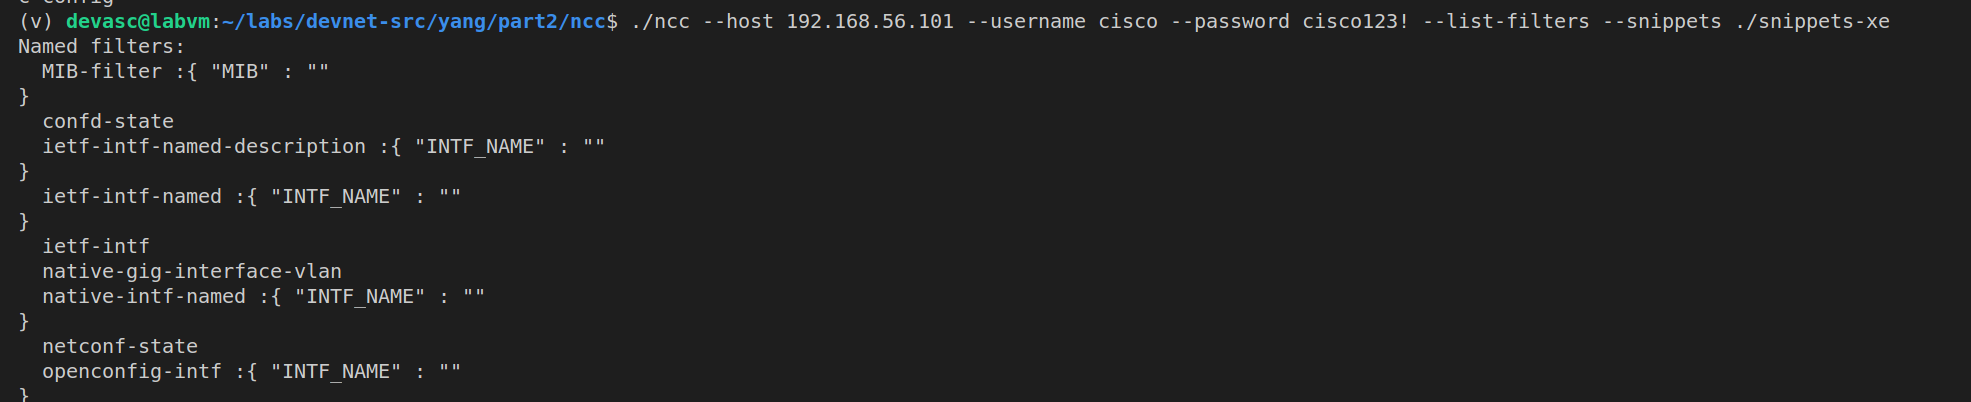 (v) devasc@labvm:~/labs/devnet-src/yang/part2/ncc$ ./ncc --host 192.168.56.101 --username cisco --password cisco123! --list-filters --snippets ./snippets-xe
Named filters:
  MIB-filter :{ "MIB" : ""
}
  confd-state
  ietf-intf-named-description :{ "INTF_NAME" : ""
}
  ietf-intf-named :{ "INTF_NAME" : ""
}
  ietf-intf
  native-gig-interface-vlan
  native-intf-named :{ "INTF_NAME" : ""
}
  netconf-state
  openconfig-intf :{ "INTF_NAME" : ""
}